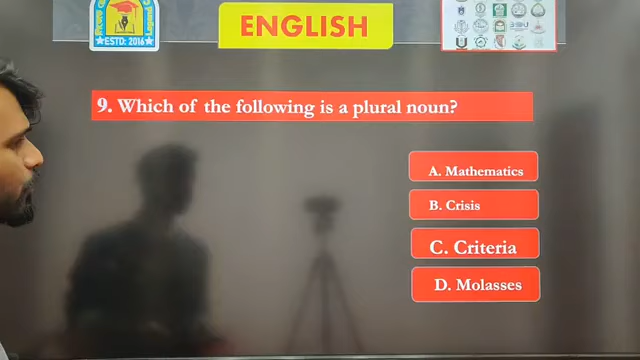 ENGLISH
★ESTD: 2016★
9. Which of the following is a plural noun?
A. Mathematics
B. Crisis
C. Criteria
D. Molasses